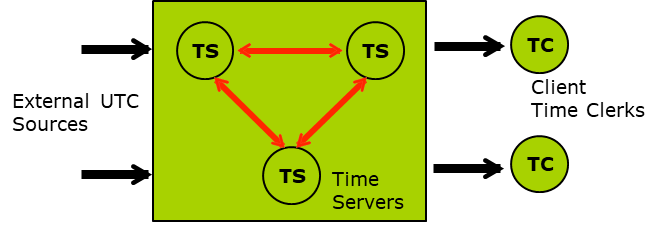 TS
TS
TC
External UTC
Sources
Client
Time Clerks
TS
Time
Servers
TC